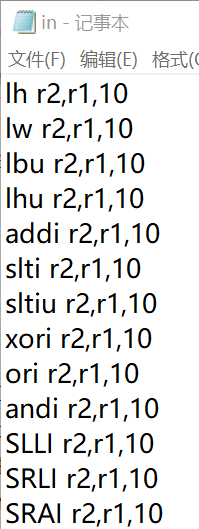 in - 记事本
文件(F) 编辑(E) 格式(
lh r2,r1,10
lw r2,r1,10
lbu r2,r1,10
lhu r2,r1,10
addi r2,r1,10
slti r2,r1,10
sltiu r2,r1,10
xori r2,r1,10
ori r2,r1,10
andi r2,r1,10
SLLI r2,r1,10
SRLI r2,r1,10
SRAI r2,r1,10